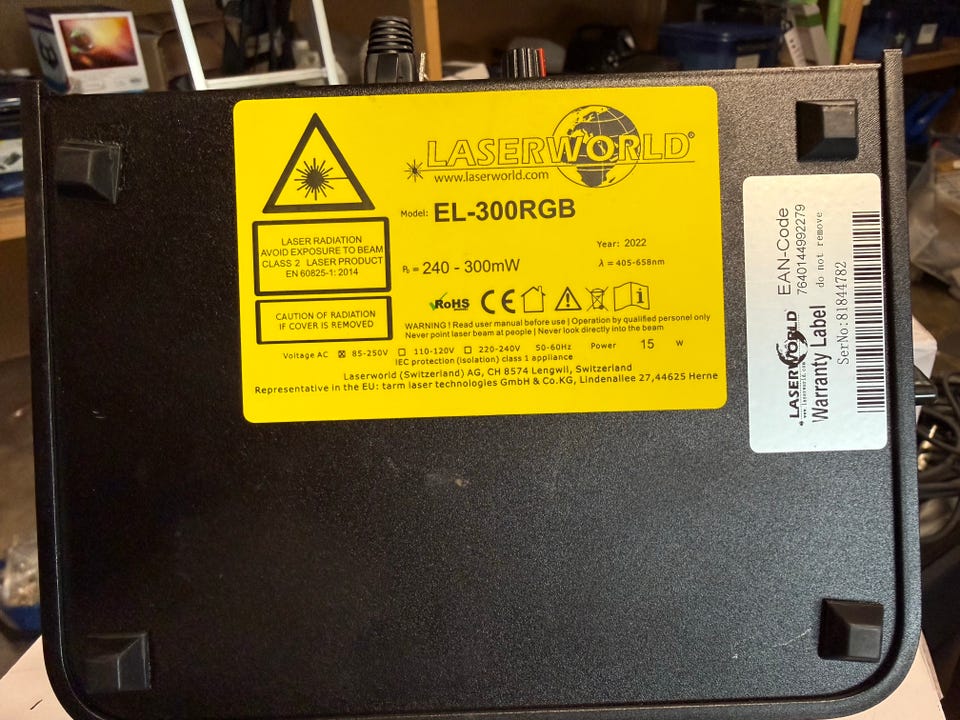 LASERWORLD®
www.laserworld.com
Model: EL-300RGB
LASER RADIATION
AVOID EXPOSURE TO BEAM
CLASS 2 LASER PRODUCT
EN 60825-1: 2014
Year: 2022
P₀ = 240 - 300mW
λ = 405-658nm
CAUTION OF RADIATION
IF COVER IS REMOVED
RoHS CE
WARNING! Read user manual before use | Operation by qualified personel only
Never point laser beam at people | Never look directly into the beam
Voltage AC ☒ 85-250V ☐ 110-120V ☐ 220-240V 50-60Hz Power 15 W
IEC protection (isolation) class 1 appliance
Laserworld (Switzerland) AG, CH 8574 Lengwil, Switzerland
Representative in the EU: tarm laser technologies GmbH & Co.KG, Lindenallee 27,44625 Herne
LASERWORLD
www.laserworld.com
EAN-Code
7640144992279
Warranty Label do not remove
SerNo:81844782